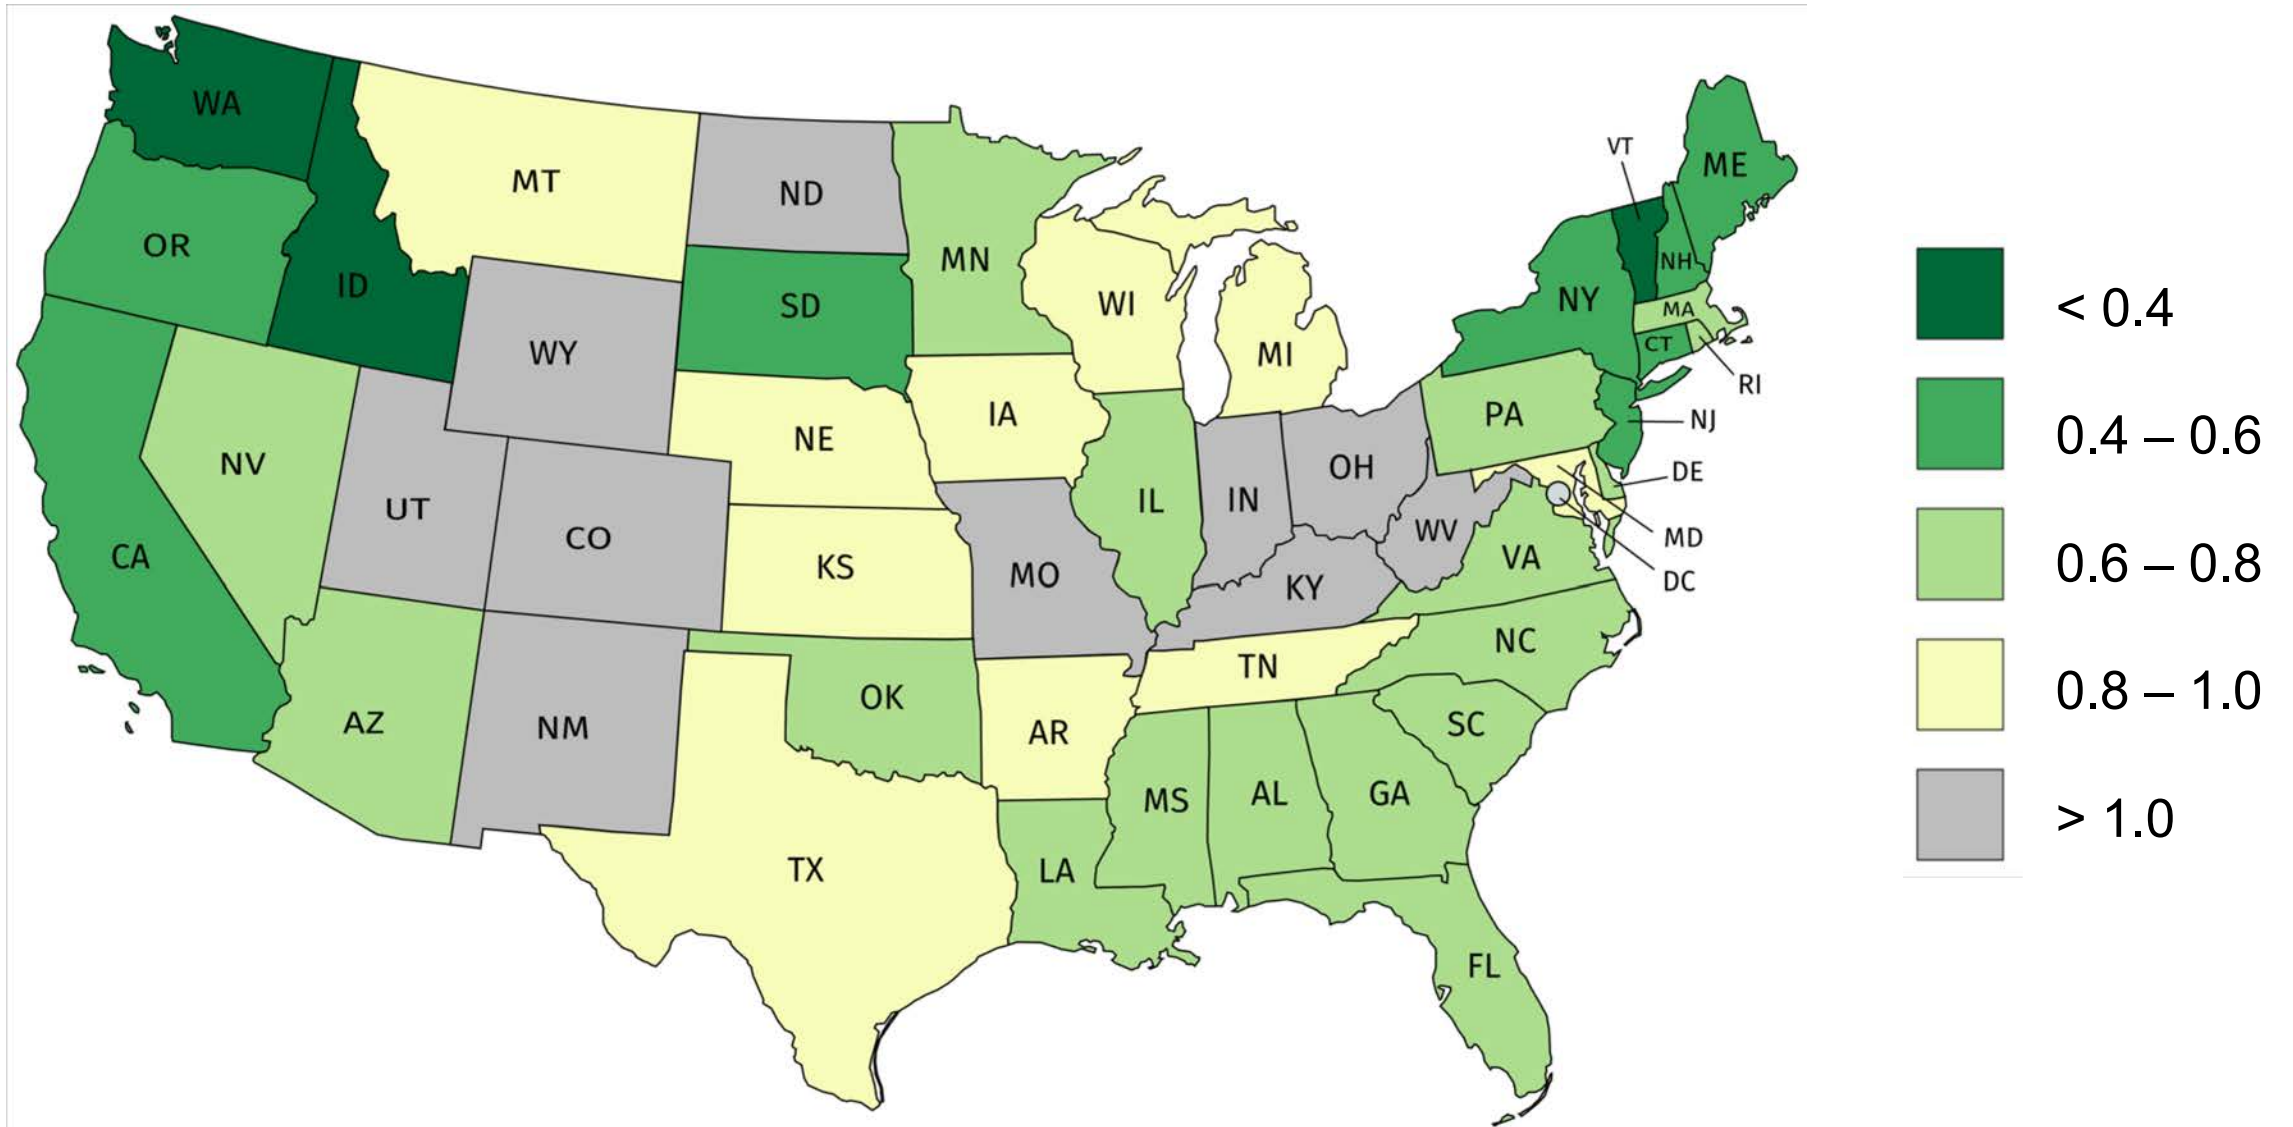 WA
MT
ND
MN
OR
ID
SD
WY
WI
MI
VT
ME
NH
NY
MA
CT
RI
NJ
NV
UT
CO
NE
IA
PA
DE
MD
DC
CA
KS
MO
IL
IN
OH
WV
VA
KY
NC
TN
AZ
NM
OK
AR
SC
MS
AL
GA
TX
LA
FL
< 0.4
0.4 – 0.6
0.6 – 0.8
0.8 – 1.0
> 1.0